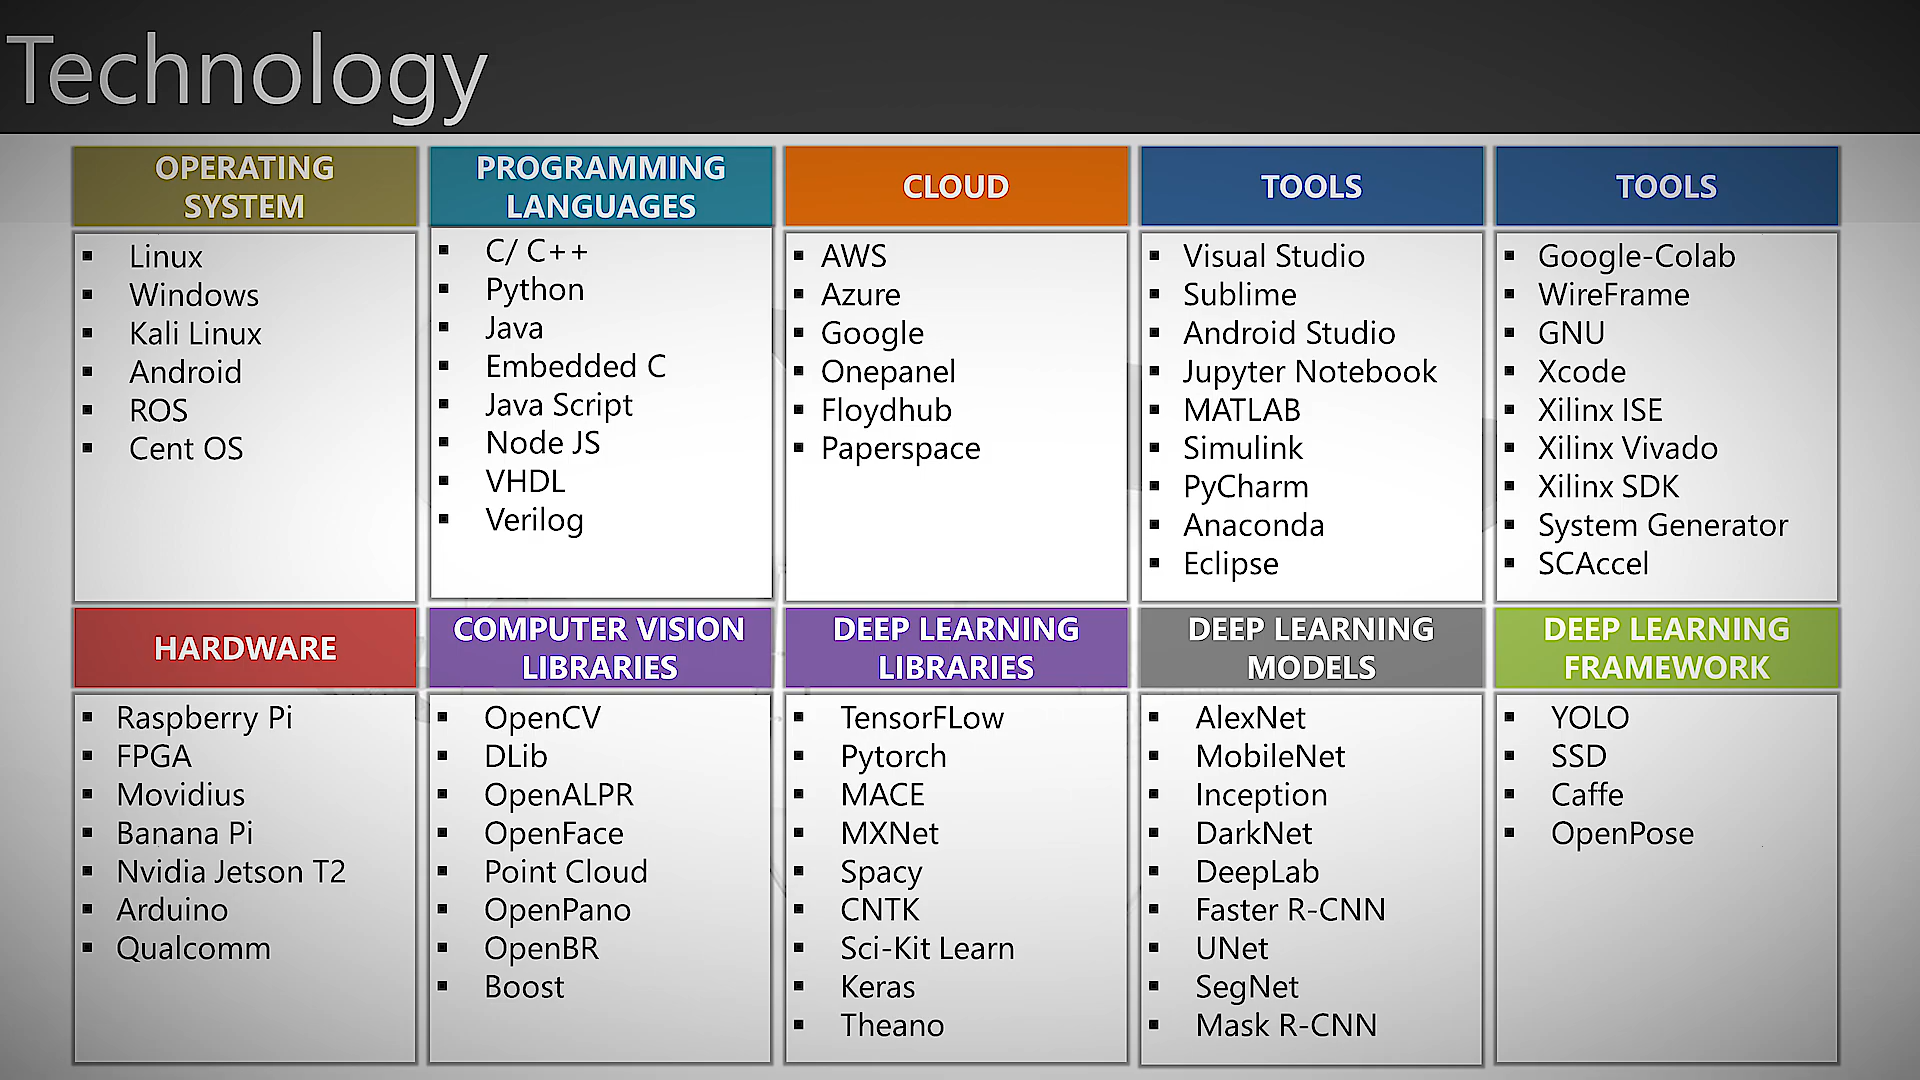 Technology
OPERATING
SYSTEM
Linux
Windows
Kali Linux
Android
ROS
Cent OS
PROGRAMMING
LANGUAGES
C/ C++
Python
Java
Embedded C
Java Script
Node JS
VHDL
Verilog
CLOUD
AWS
Azure
Google
Onepanel
Floydhub
Paperspace
TOOLS
Visual Studio
Sublime
Android Studio
Jupyter Notebook
MATLAB
Simulink
PyCharm
Anaconda
Eclipse
TOOLS
Google-Colab
WireFrame
GNU
Xcode
Xilinx ISE
Xilinx Vivado
Xilinx SDK
System Generator
SCAccel
HARDWARE
Raspberry Pi
FPGA
Movidius
Banana Pi
Nvidia Jetson T2
Arduino
Qualcomm
COMPUTER VISION
LIBRARIES
OpenCV
DLib
OpenALPR
OpenFace
Point Cloud
OpenPano
OpenBR
Boost
DEEP LEARNING
LIBRARIES
TensorFLow
Pytorch
MACE
MXNet
Spacy
CNTK
Sci-Kit Learn
Keras
Theano
DEEP LEARNING
MODELS
AlexNet
MobileNet
Inception
DarkNet
DeepLab
Faster R-CNN
UNet
SegNet
Mask R-CNN
DEEP LEARNING
FRAMEWORK
YOLO
SSD
Caffe
OpenPose